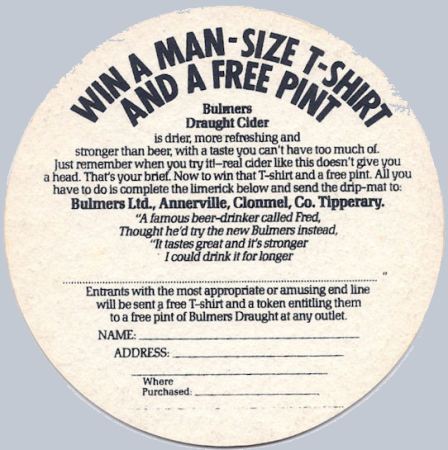 WIN A MAN-SIZE T-SHIRT
AND A FREE PINT
Bulmers
Draught Cider
is drier, more refreshing and
stronger than beer, with a taste you can't have too much of.
Just remember when you try it!–real cider like this doesn't give you
a head. That's your brief. Now to win that T-shirt and a free pint. All you
have to do is complete the limerick below and send the drip-mat to:
Bulmers Ltd., Annerville, Clonmel, Co. Tipperary.
"A famous beer-drinker called Fred,
Thought he'd try the new Bulmers instead,
"It tastes great and it's stronger
I could drink it for longer
"
Entrants with the most appropriate or amusing end line
will be sent a free T-shirt and a token entitling them
to a free pint of Bulmers Draught at any outlet.
NAME:
ADDRESS:
Where
Purchased: